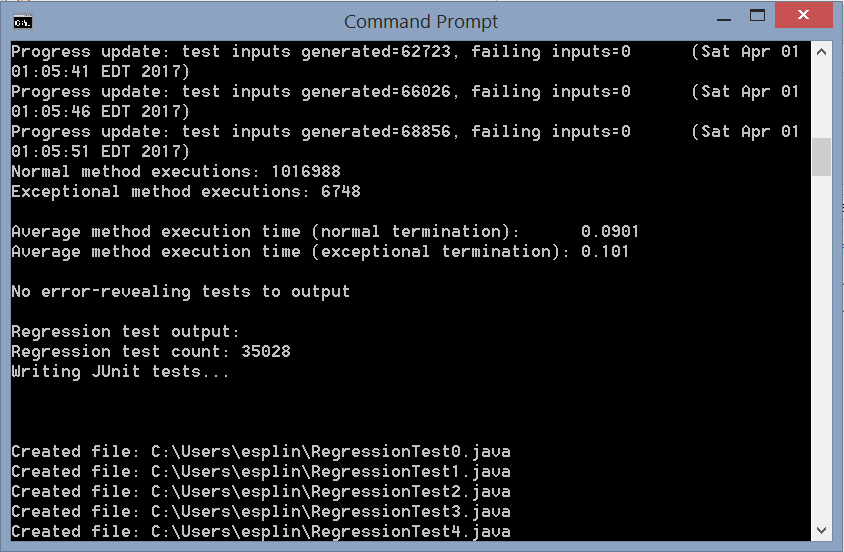 Command Prompt
Progress update: test inputs generated=62723, failing inputs=0      (Sat Apr 01
01:05:41 EDT 2017)
Progress update: test inputs generated=66026, failing inputs=0      (Sat Apr 01
01:05:46 EDT 2017)
Progress update: test inputs generated=68856, failing inputs=0      (Sat Apr 01
01:05:51 EDT 2017)
Normal method executions: 1016988
Exceptional method executions: 6748
Average method execution time (normal termination):      0.0901
Average method execution time (exceptional termination): 0.101
No error-revealing tests to output
Regression test output:
Regression test count: 35028
Writing JUnit tests...
Created file: C:\Users\esplin\RegressionTest0.java
Created file: C:\Users\esplin\RegressionTest1.java
Created file: C:\Users\esplin\RegressionTest2.java
Created file: C:\Users\esplin\RegressionTest3.java
Created file: C:\Users\esplin\RegressionTest4.java